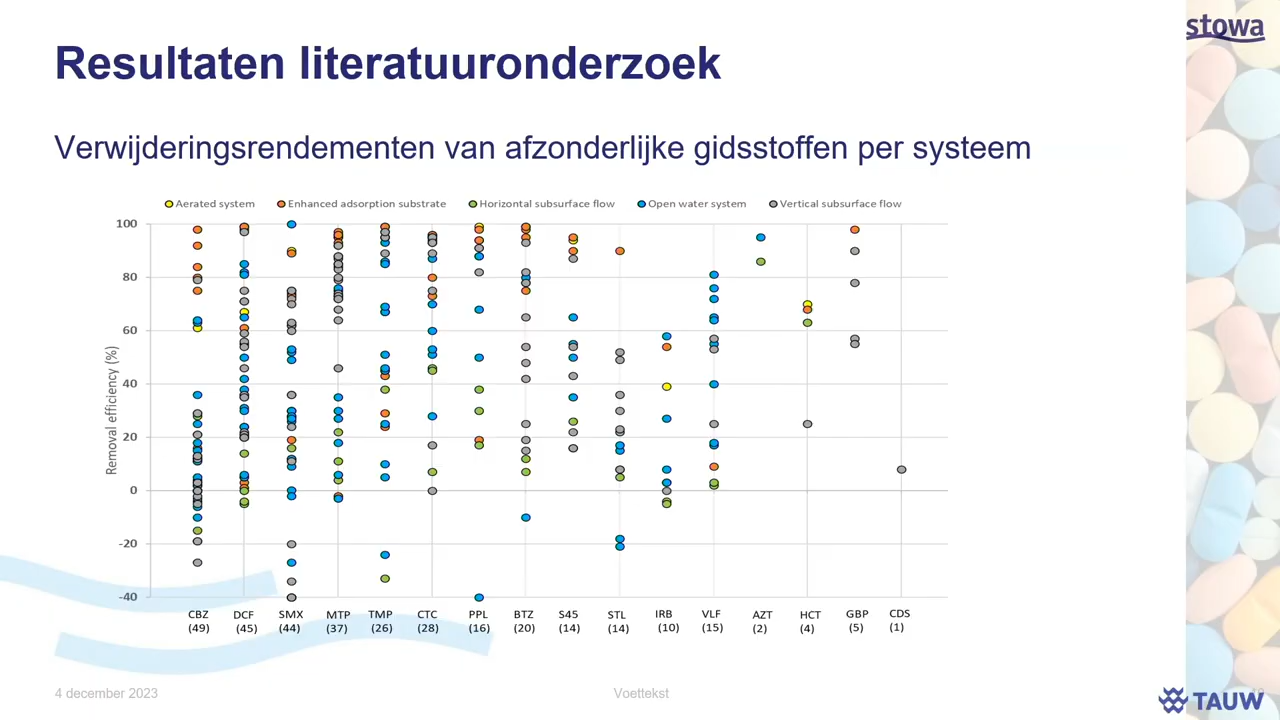 stowa
Resultaten literatuuronderzoek
Verwijderingsrendementen van afzonderlijke gidsstoffen per systeem
Aerated system Enhanced adsorption substrate Horizontal subsurface flow Open water system Vertical subsurface flow
Removal efficiency (%)
100
80
60
40
20
0
-20
-40
CBZ DCF SMX MTP TMP CTC PPL BTZ S45 STL IRB VLF AZT HCT GBP CDS
(49) (45) (44) (37) (26) (28) (16) (20) (14) (14) (10) (15) (2) (4) (5) (1)
4 december 2023 Voettekst
TAUW